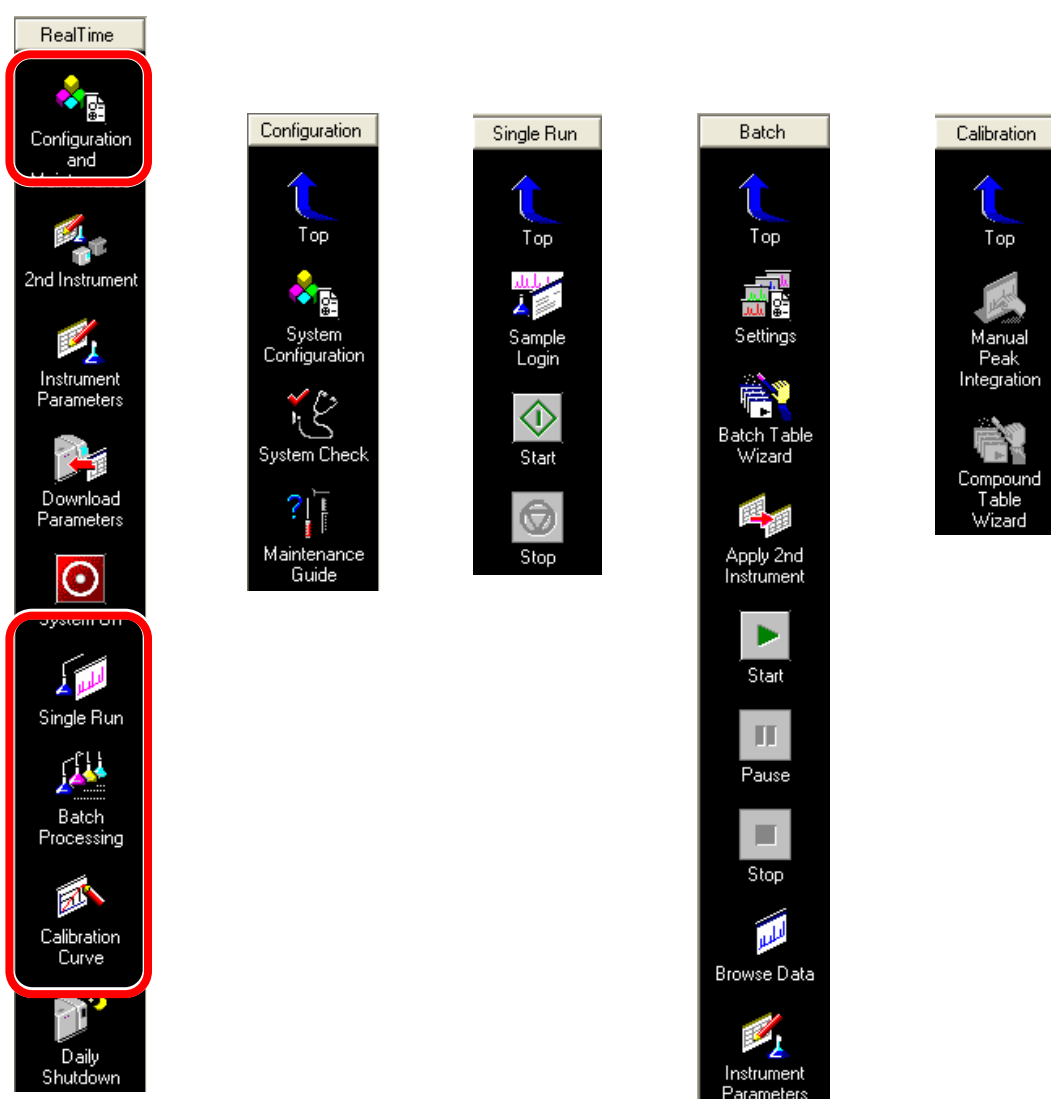 RealTime
Configuration
and
2nd Instrument
Instrument
Parameters
Download
Parameters
System Off
Single Run
Batch
Processing
Calibration
Curve
Daily
Shutdown
Configuration
Top
System
Configuration
System Check
Maintenance
Guide
Single Run
Top
Sample
Login
Start
Stop
Batch
Top
Settings
Batch Table
Wizard
Apply 2nd
Instrument
Start
Pause
Stop
Browse Data
Instrument
Parameters
Calibration
Top
Manual
Peak
Integration
Compound
Table
Wizard